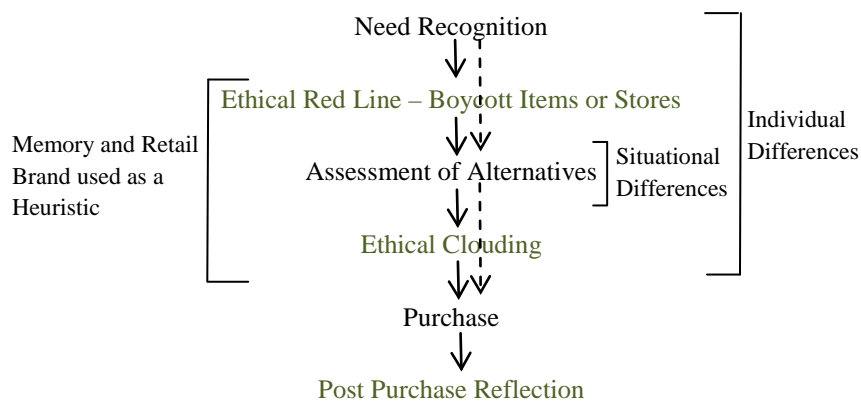 Need Recognition
Ethical Red Line – Boycott Items or Stores
Memory and Retail
Brand used as a
Heuristic
Assessment of Alternatives
Situational
Differences
Individual
Differences
Ethical Clouding
Purchase
Post Purchase Reflection